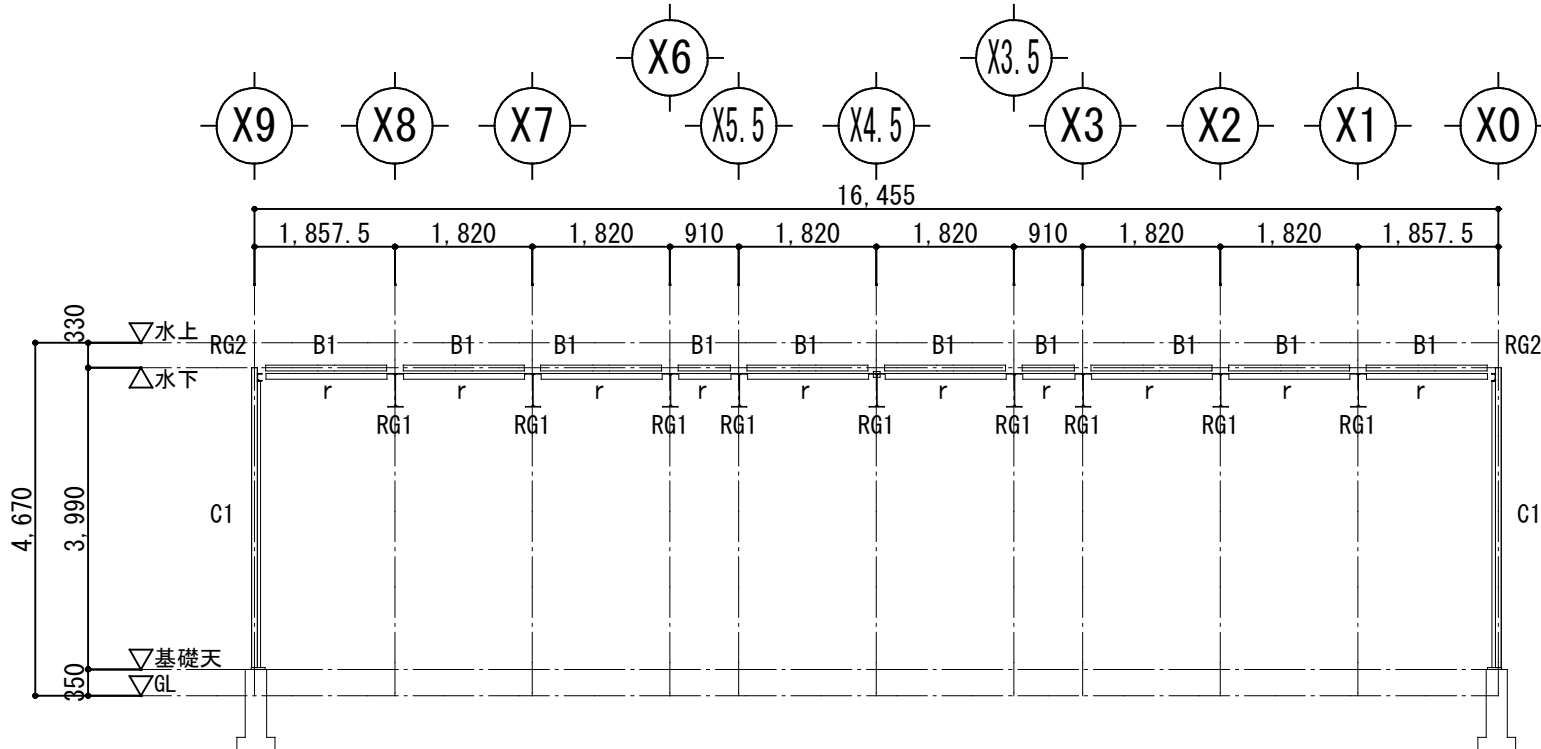 X6 X3.5
X9 X8 X7 X5.5 X4.5 X3 X2 X1 X0
16,455
1,857.5 1,820 1,820 910 1,820 1,820 910 1,820 1,820 1,857.5
330 ▽水上 RG2 B1 B1 B1 B1 B1 B1 B1 B1 B1 B1 RG2
△水下
r r r r r r r r r r
RG1 RG1 RG1 RG1 RG1 RG1 RG1 RG1 RG1
4,670 3,990 C1 C1
▽基礎天
350 ▽GL